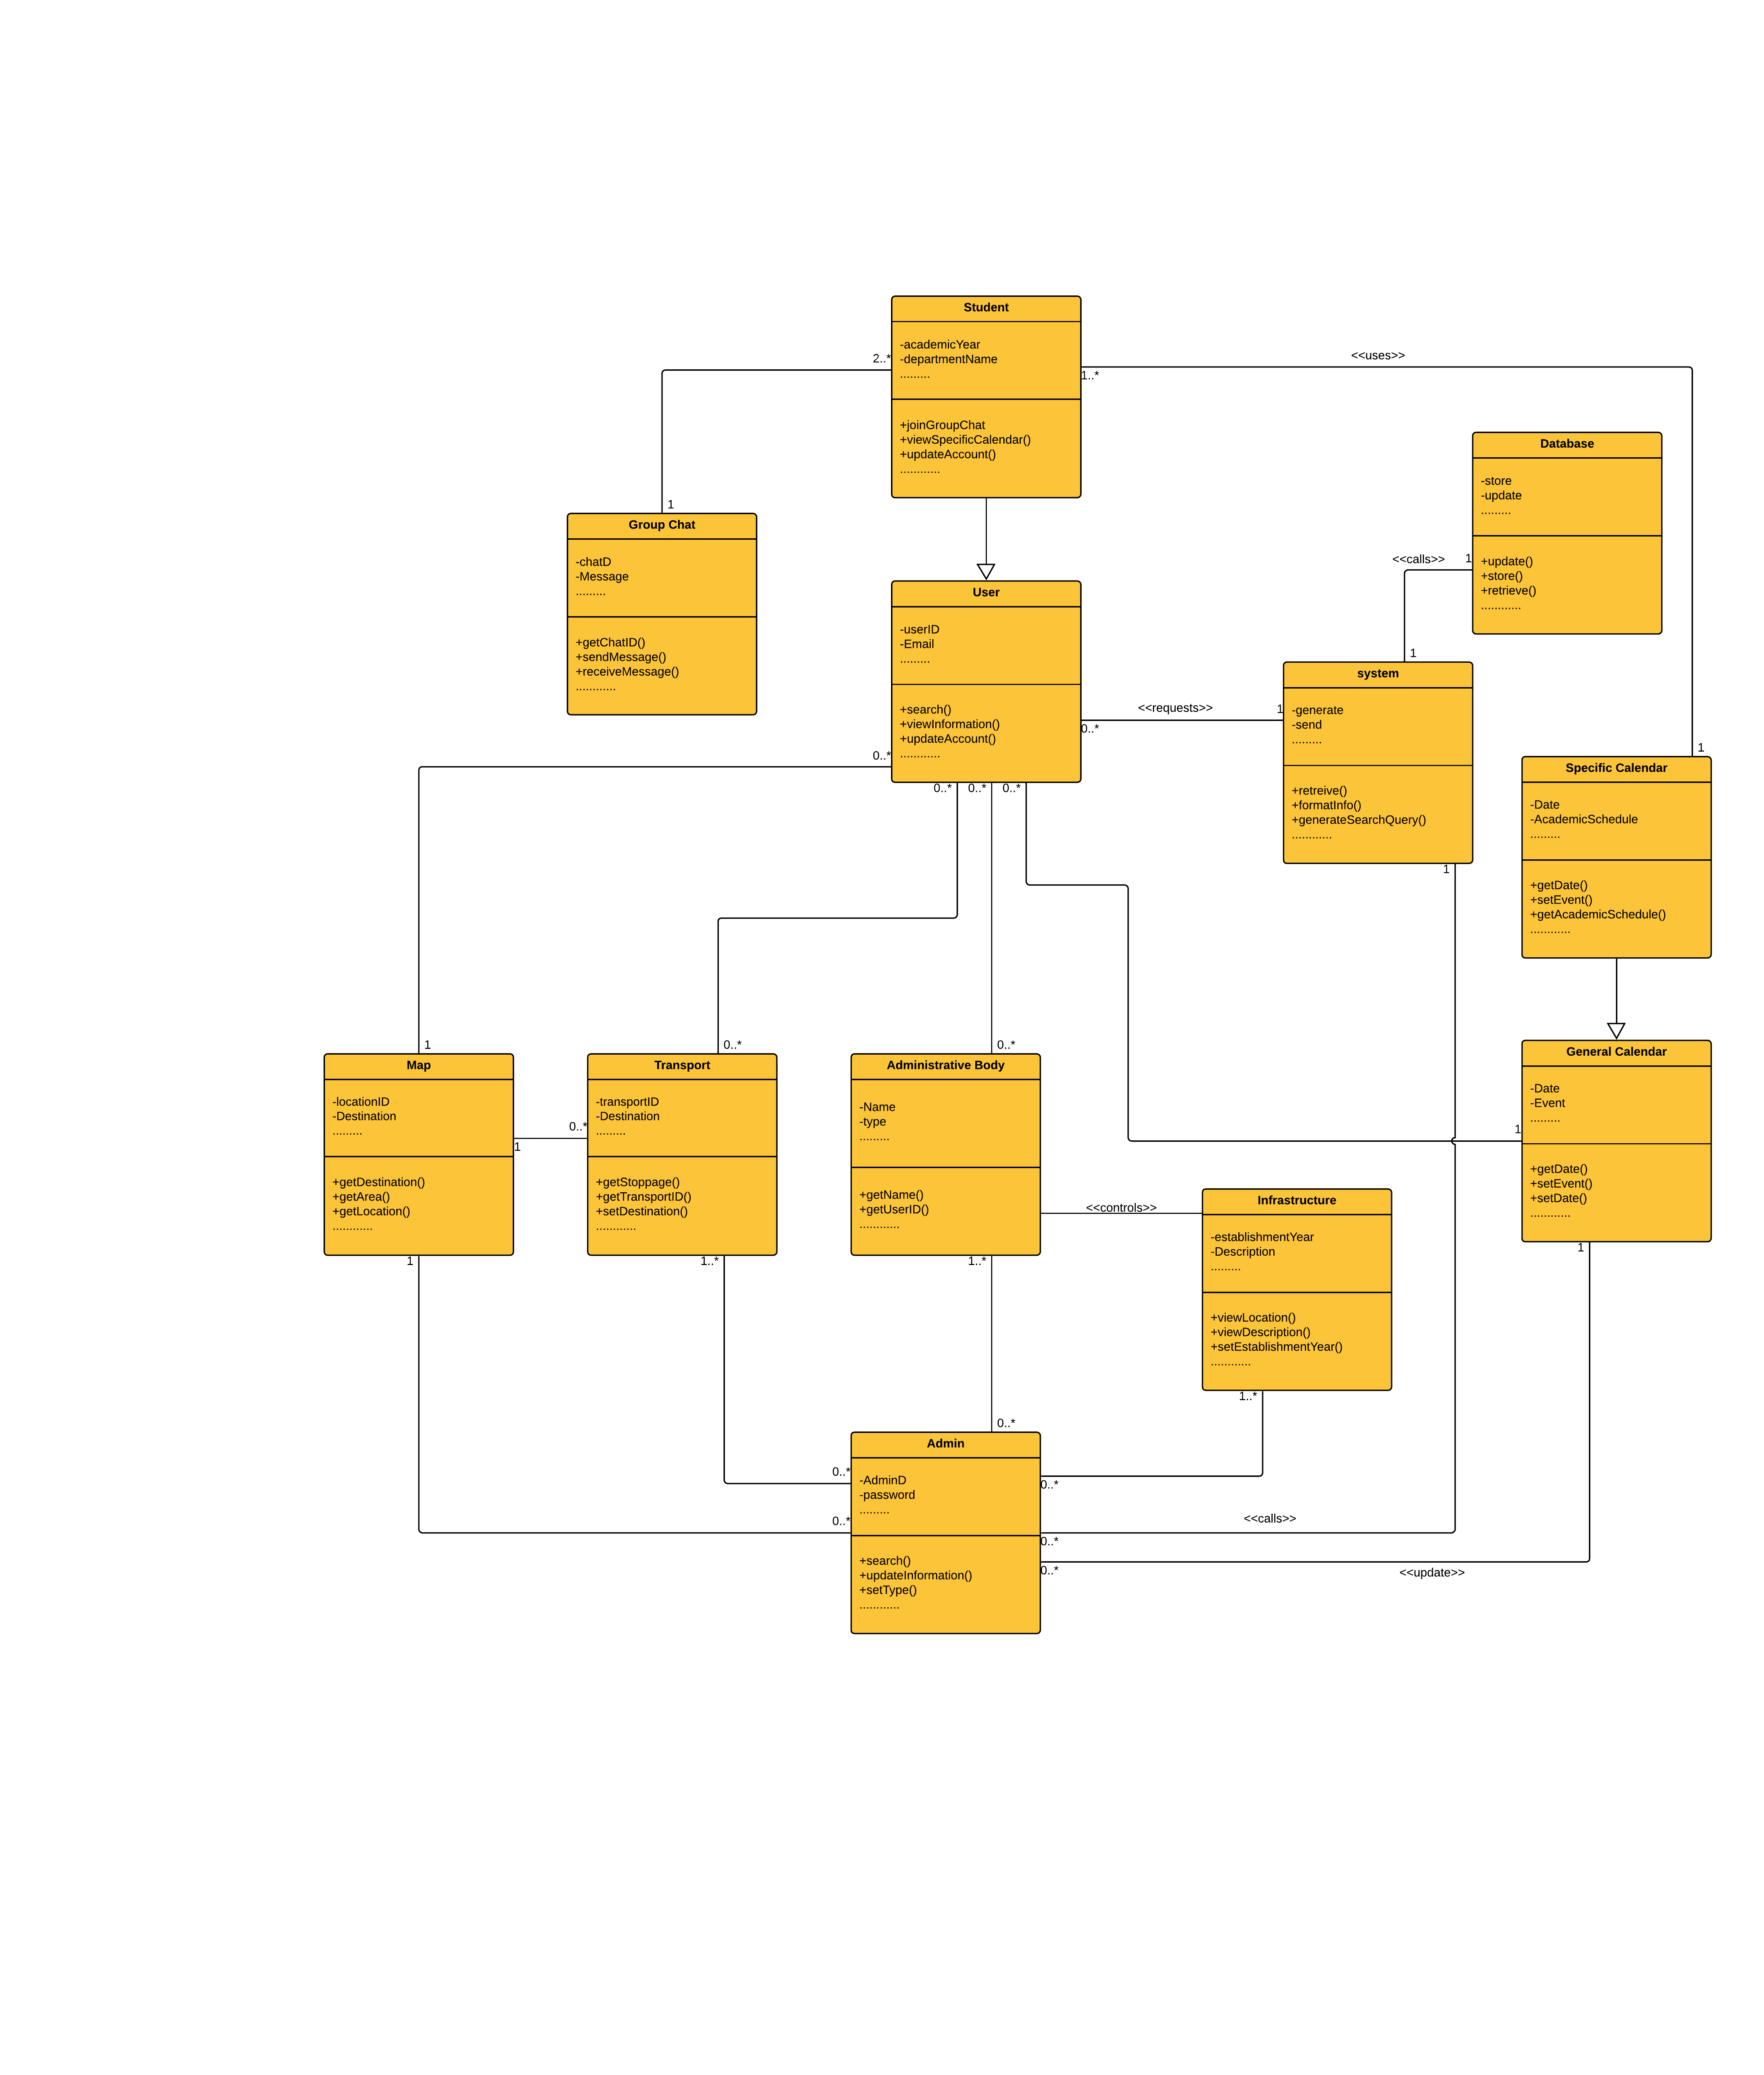 Student
-academicYear
-departmentName
.........
+joinGroupChat
+viewSpecificCalendar()
+updateAccount()
............
2..*
1..*
<<uses>>
Database
-store
-update
.........
+update()
+store()
+retrieve()
............
<<calls>>
1
1
1
Group Chat
-chatD
-Message
.........
+getChatID()
+sendMessage()
+receiveMessage()
............
User
-userID
-Email
.........
+search()
+viewInformation()
+updateAccount()
............
<<requests>>
0..*
1
0..*
0..*
0..*
0..*
system
-generate
-send
.........
+retreive()
+formatInfo()
+generateSearchQuery()
............
1
1
Specific Calendar
-Date
-AcademicSchedule
.........
+getDate()
+setEvent()
+getAcademicSchedule()
............
1
Map
-locationID
-Destination
.........
+getDestination()
+getArea()
+getLocation()
............
1
1
0..*
0..*
Transport
-transportID
-Destination
.........
+getStoppage()
+getTransportID()
+setDestination()
............
1..*
0..*
Administrative Body
-Name
-type
.........
+getName()
+getUserID()
............
1..*
<<controls>>
Infrastructure
-establishmentYear
-Description
.........
+viewLocation()
+viewDescription()
+setEstablishmentYear()
............
1..*
1
General Calendar
-Date
-Event
.........
+getDate()
+setEvent()
+setDate()
............
1
0..*
Admin
-AdminD
-password
.........
+search()
+updateInformation()
+setType()
............
0..*
0..*
0..*
<<calls>>
0..*
0..*
<<update>>